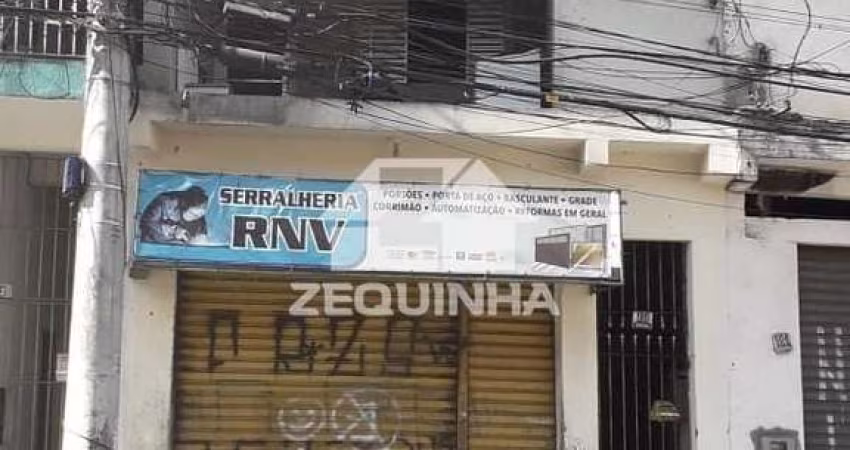 SERRALHERIA
RNV
PORTÕES • PORTA DE AÇO • BASCULANTE • GRADE
CORRIMÃO • AUTOMATIZAÇÃO • REFORMAS EM GERAL
ZEQUINHA